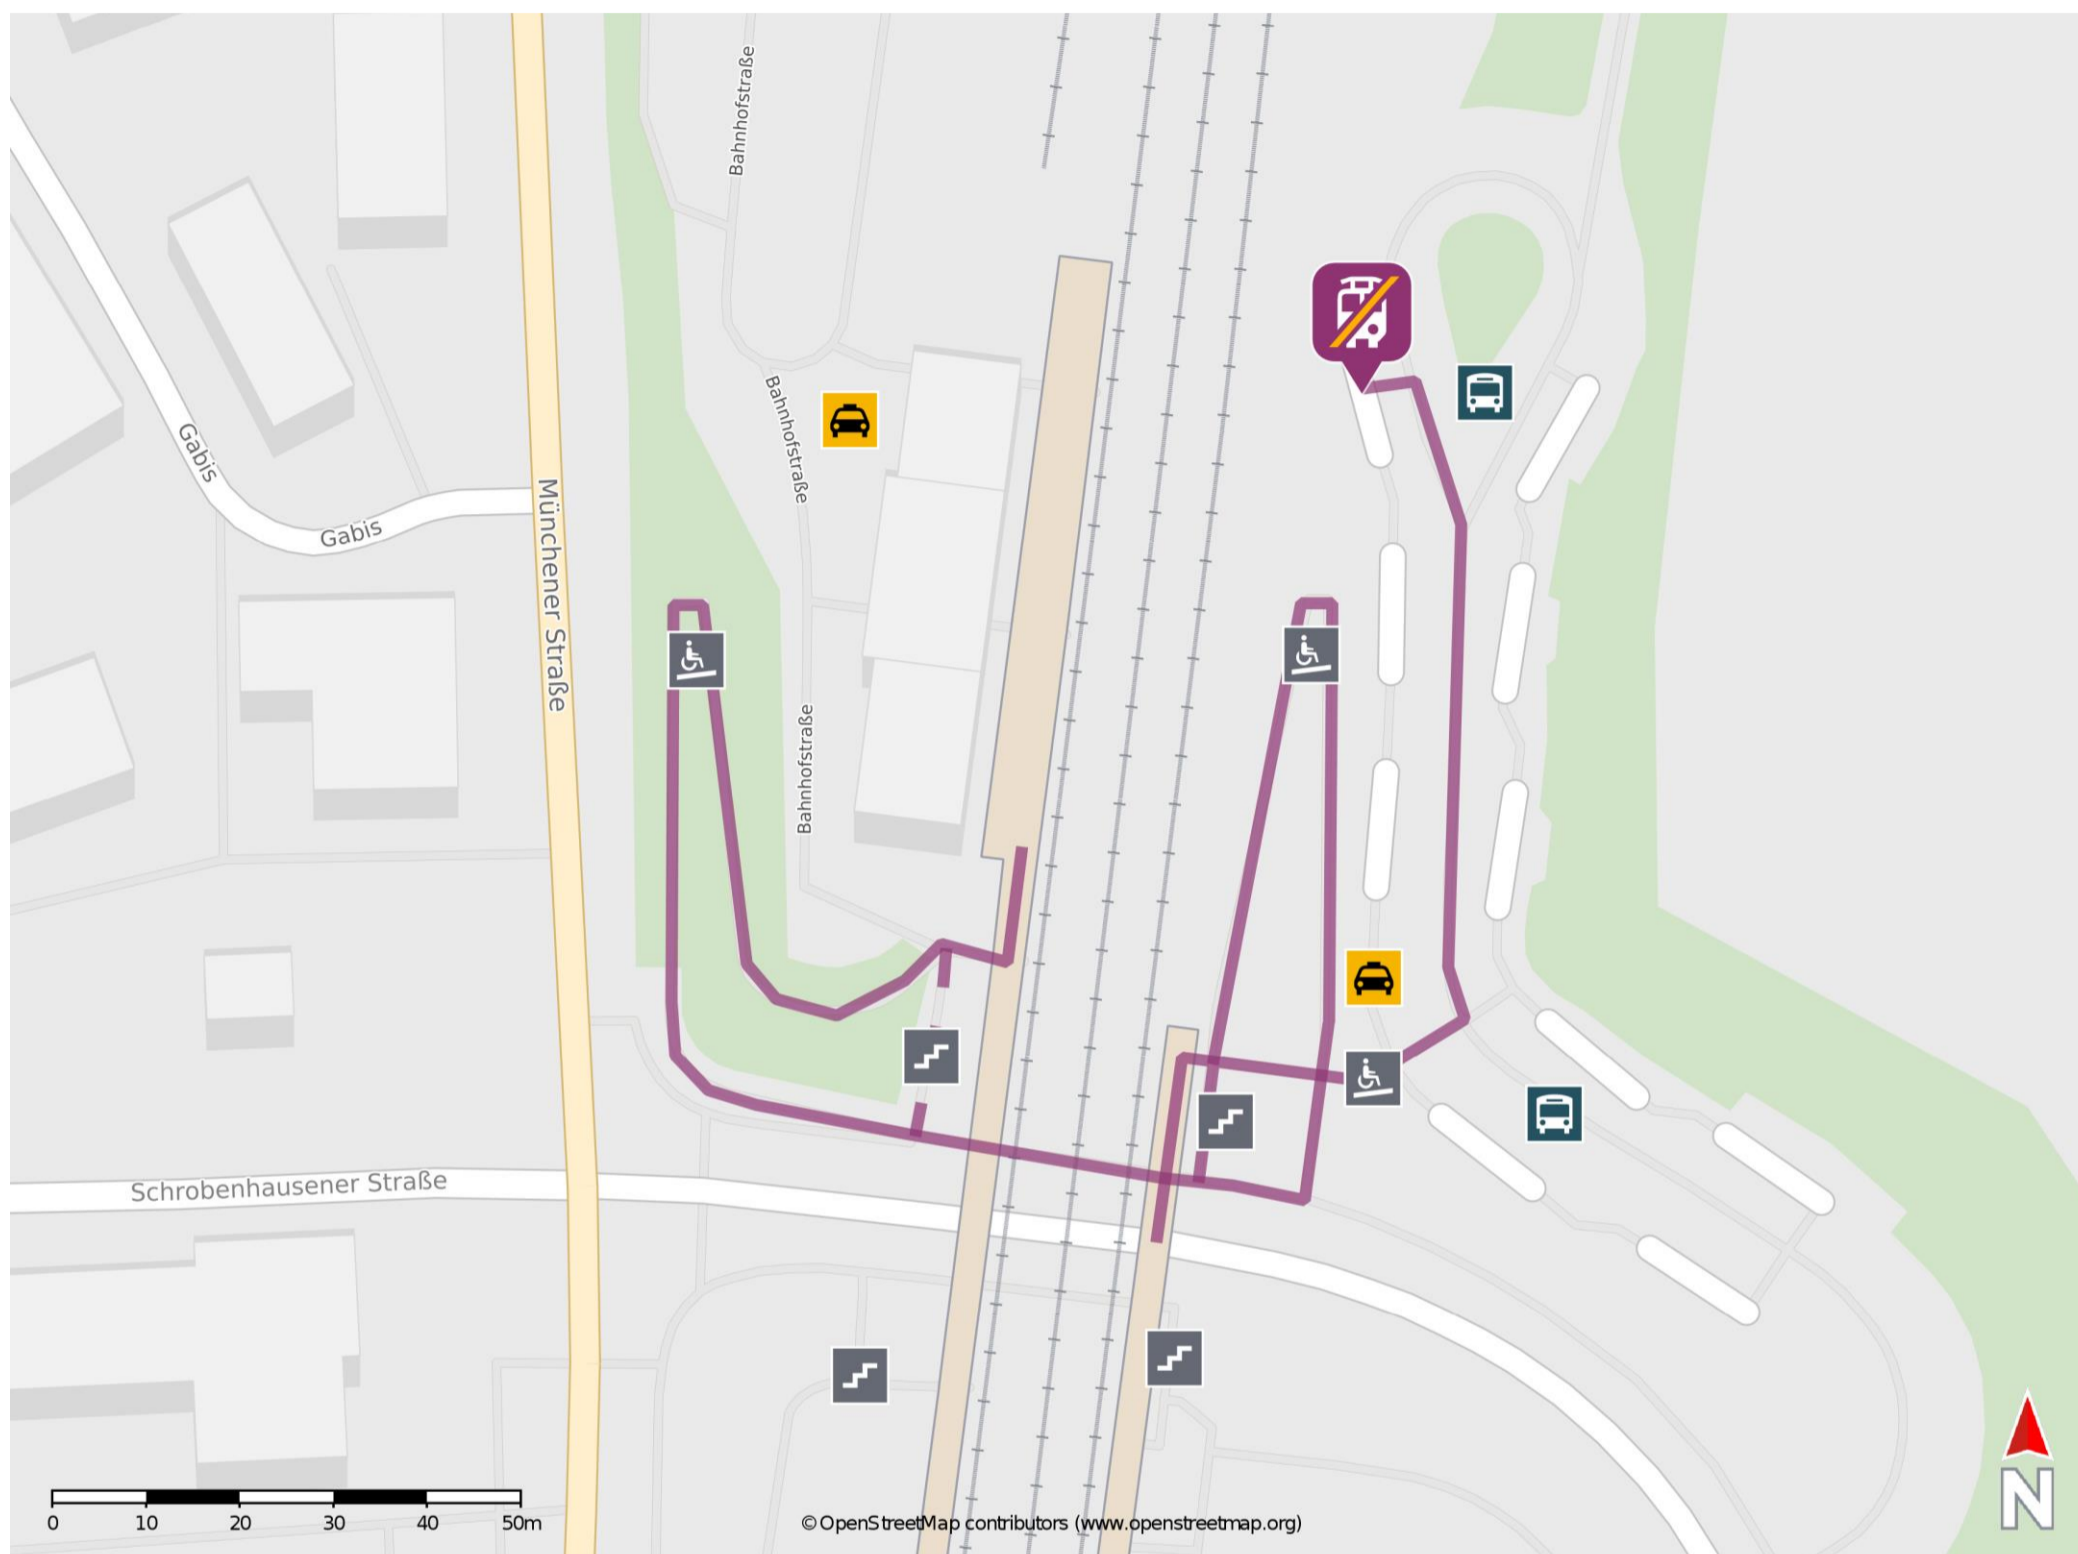 Bahnhofstraße
Bahnhofstraße
Gabis
Münchener Straße
Gabis
Bahnhofstraße
Schrobenhausener Straße
0 10 20 30 40 50m
©OpenStreetMap contributors (www.openstreetmap.org)
N